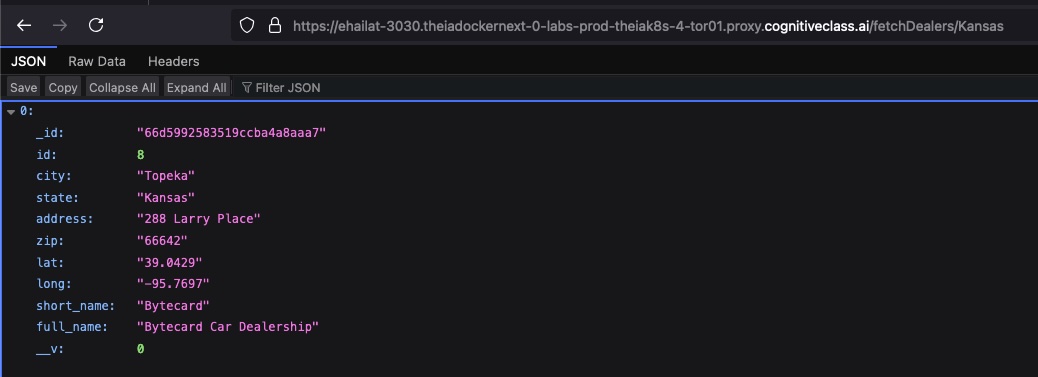 https://ehailat-3030.theiadockernext-0-labs-prod-theiak8s-4-tor01.proxy.cognitiveclass.ai/fetchDealers/Kansas
JSON Raw Data Headers
Save Copy Collapse All Expand All Filter JSON
0:
_id: "66d5992583519ccba4a8aaa7"
id: 8
city: "Topeka"
state: "Kansas"
address: "288 Larry Place"
zip: "66642"
lat: "39.0429"
long: "-95.7697"
short_name: "Bytecard"
full_name: "Bytecard Car Dealership"
__v: 0